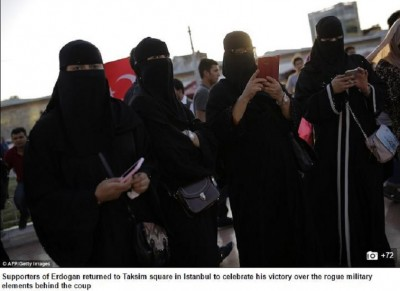 © AFP/Getty Images
+72
Supporters of Erdogan returned to Taksim square in Istanbul to celebrate his victory over the rogue military
elements behind the coup